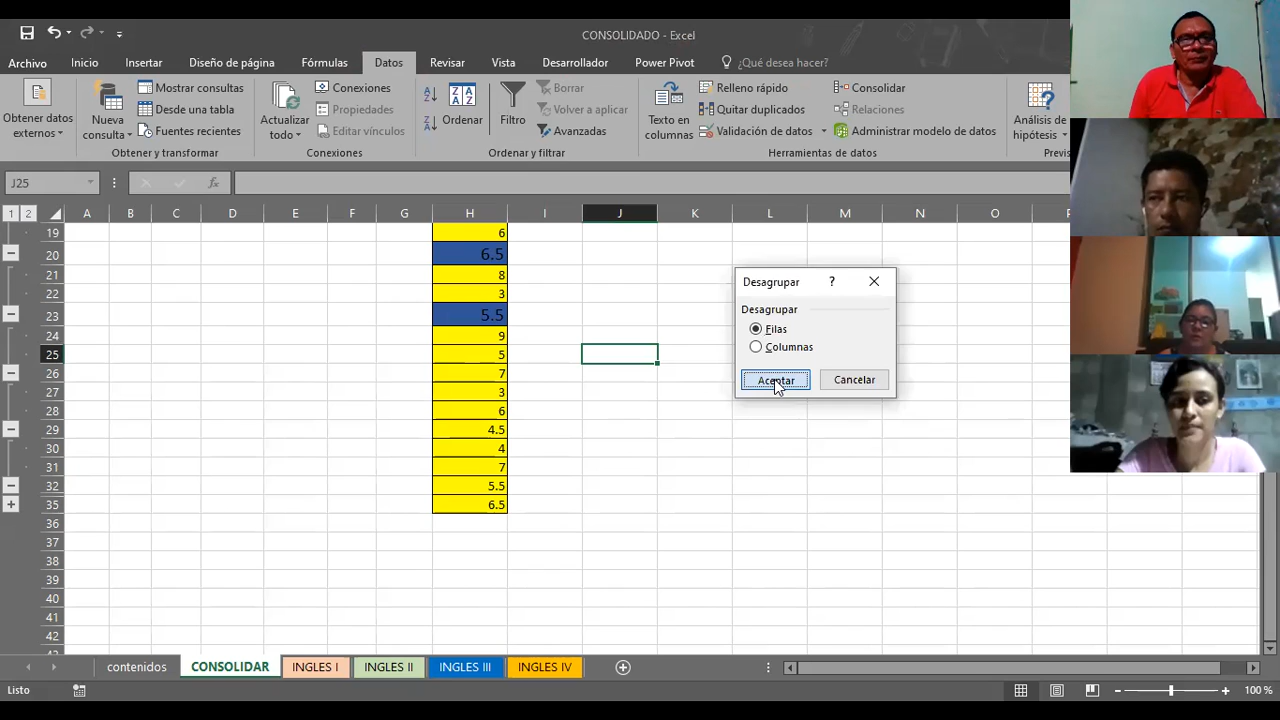 CONSOLIDADO - Excel
Archivo Inicio Insertar Diseño de página Fórmulas Datos Revisar Vista Desarrollador Power Pivot ¿Qué desea hacer?
Obtener datos externos
Nueva consulta
Mostrar consultas
Desde una tabla
Fuentes recientes
Obtener y transformar
Actualizar todo
Conexiones
Propiedades
Editar vínculos
Conexiones
Ordenar
Filtro
Borrar
Volver a aplicar
Avanzadas
Ordenar y filtrar
Texto en columnas
Relleno rápido
Quitar duplicados
Validación de datos
Consolidar
Relaciones
Administrar modelo de datos
Herramientas de datos
Análisis de hipótesis
Previs
J25 fx
1 2 A B C D E F G H I J K L M N O
19 6
20 6.5
21 8
22 3
23 5.5
24 9
25 5
26 7
27 3
28 6
29 4.5
30 4
31 7
32 5.5
35 6.5
36
37
38
39
40
41
42
Desagrupar ?
Desagrupar
Filas
Columnas
Aceptar Cancelar
contenidos CONSOLIDAR INGLES I INGLES II INGLES III INGLES IV
Listo 100 %